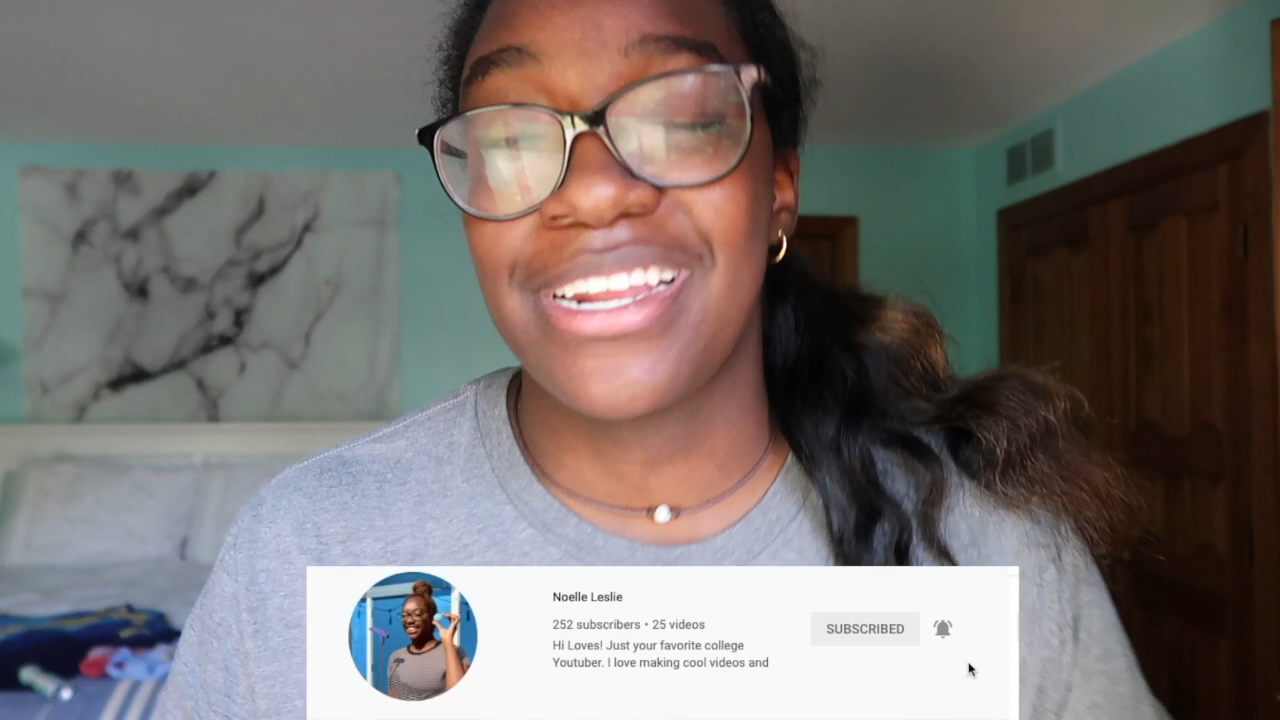 Noelle Leslie
252 subscribers • 25 videos
Hi Loves! Just your favorite college
Youtuber. I love making cool videos and
SUBSCRIBED